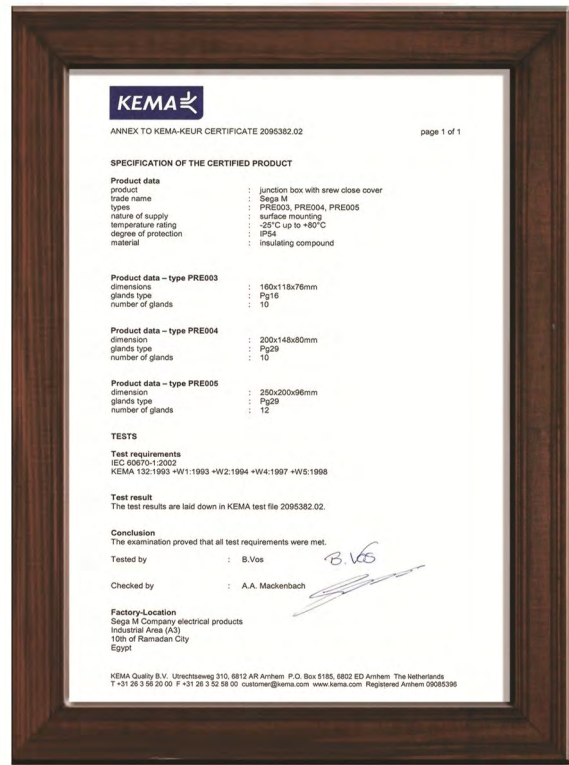 KEMA
ANNEX TO KEMA-KEUR CERTIFICATE 2095382.02 page 1 of 1
SPECIFICATION OF THE CERTIFIED PRODUCT
Product data
product : junction box with srew close cover
trade name : Sega M
types : PRE003, PRE004, PRE005
nature of supply : surface mounting
temperature rating : -25°C up to +80°C
degree of protection : IP54
material : insulating compound
Product data – type PRE003
dimensions : 160x118x76mm
glands type : Pg16
number of glands : 10
Product data – type PRE004
dimension : 200x148x80mm
glands type : Pg29
number of glands : 10
Product data – type PRE005
dimension : 250x200x96mm
glands type : Pg29
number of glands : 12
TESTS
Test requirements
IEC 60670-1:2002
KEMA 132:1993 +W1:1993 +W2:1994 +W4:1997 +W5:1998
Test result
The test results are laid down in KEMA test file 2095382.02.
Conclusion
The examination proved that all test requirements were met.
Tested by : B.Vos B. Vos
Checked by : A.A. Mackenbach
Factory-Location
Sega M Company electrical products
Industrial Area (A3)
10th of Ramadan City
Egypt
KEMA Quality B.V. Utrechtseweg 310, 6812 AR Arnhem P.O. Box 5185, 6802 ED Arnhem The Netherlands
T +31 26 3 56 20 00 F +31 26 3 52 58 00 customer@kema.com www.kema.com Registered Arnhem 09085396